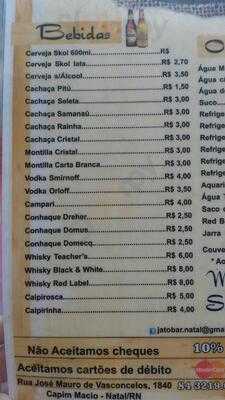 Bebidas
Cerveja Skol 600ml.....................R$
Cerveja Skol lata.....................R$ 2,70
Cerveja s/Álcool.....................R$ 3,50
Cachaça Pitú.....................R$ 1,50
Cachaça Seleta.....................R$ 3,00
Cachaça Samanaú.....................R$ 3,00
Cachaça Rainha.....................R$ 3,00
Cachaça Cristal.....................R$ 3,00
Montilla Cristal.....................R$ 3,00
Montilla Carta Branca.....................R$ 3,00
Vodka Smirnoff.....................R$ 4,00
Vodka Orloff.....................R$ 3,50
Campari.....................R$ 4,00
Conhaque Dreher.....................R$ 2,50
Conhaque Domus.....................R$ 2,50
Conhaque Domecq.....................R$ 2,50
Whisky Teacher's.....................R$ 6,00
Whisky Black & White.....................R$ 8,00
Whisky Red Label.....................R$ 8,00
Caipirosca.....................R$ 5,00
Caipirinha.....................R$ 4,00
Água
Água
Água
Suco
Refrige
Refrige
Refrige
Refrige
Aquari
Água T
Saco
Red B
Jarra
Couve
jatobar.natal@gma
Não Aceitamos cheques
10%
Aceitamos cartões de débito
Rua José Mauro de Vasconcelos, 1840
Capim Macio - Natal/RN